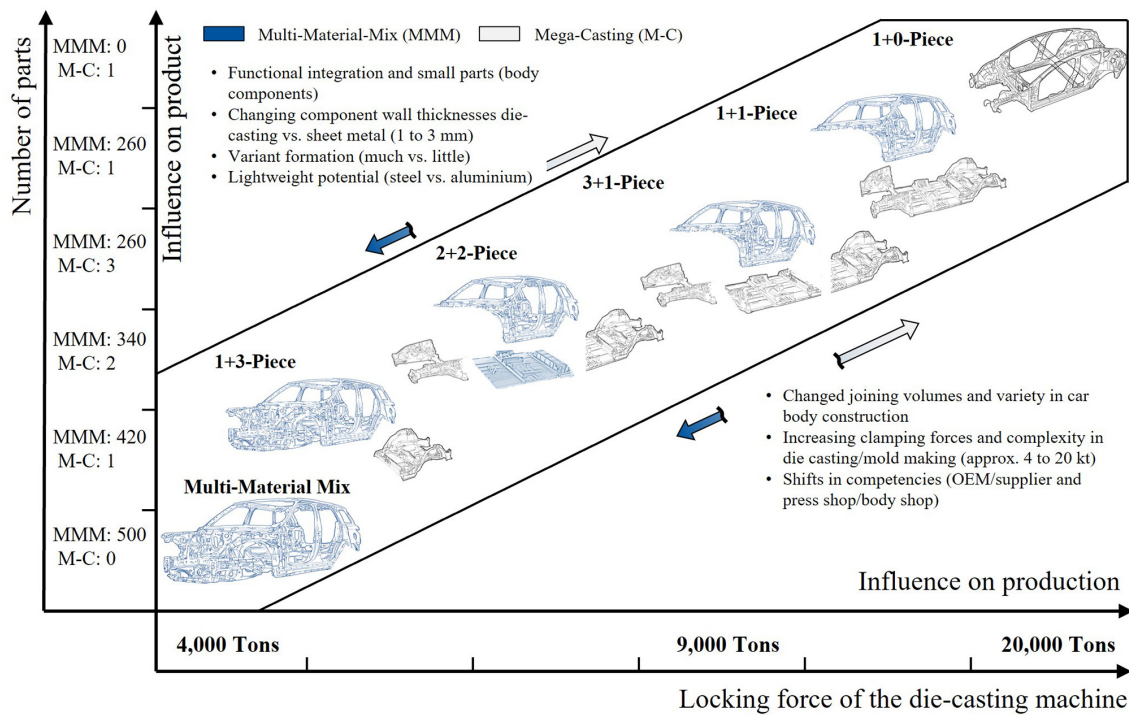 Number of parts
Influence on product
MMM: 0
M-C: 1
MMM: 260
M-C: 1
MMM: 260
M-C: 3
MMM: 340
M-C: 2
MMM: 420
M-C: 1
MMM: 500
M-C: 0
Multi-Material-Mix (MMM)
Mega-Casting (M-C)
• Functional integration and small parts (body
components)
• Changing component wall thicknesses die-
casting vs. sheet metal (1 to 3 mm)
• Variant formation (much vs. little)
• Lightweight potential (steel vs. aluminium)
1+0-Piece
1+1-Piece
3+1-Piece
2+2-Piece
1+3-Piece
Multi-Material Mix
• Changed joining volumes and variety in car
body construction
• Increasing clamping forces and complexity in
die casting/mold making (approx. 4 to 20 kt)
• Shifts in competencies (OEM/supplier and
press shop/body shop)
Influence on production
4,000 Tons
9,000 Tons
20,000 Tons
Locking force of the die-casting machine